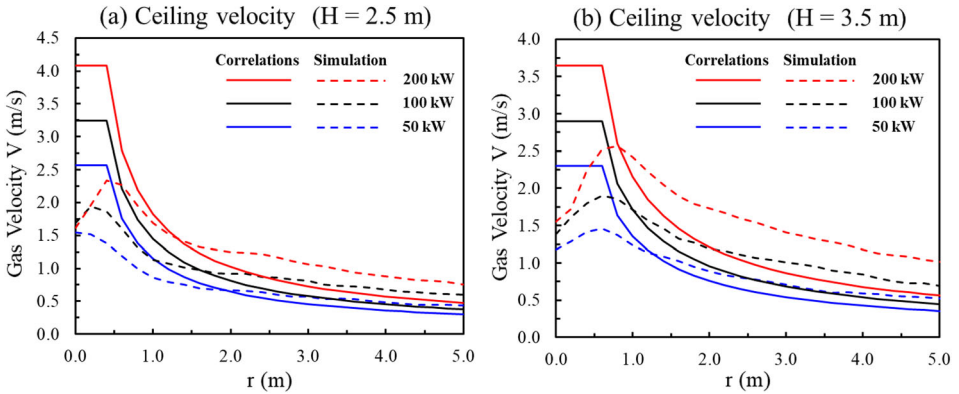 (a) Ceiling velocity (H = 2.5 m)
Gas Velocity V (m/s)
4.5
4.0
3.5
3.0
2.5
2.0
1.5
1.0
0.5
0.0
Correlations Simulation
200 kW
100 kW
50 kW
0.0 1.0 2.0 3.0 4.0 5.0
r (m)
(b) Ceiling velocity (H = 3.5 m)
Gas Velocity V (m/s)
4.0
3.5
3.0
2.5
2.0
1.5
1.0
0.5
0.0
Correlations Simulation
200 kW
100 kW
50 kW
0.0 1.0 2.0 3.0 4.0 5.0
r (m)